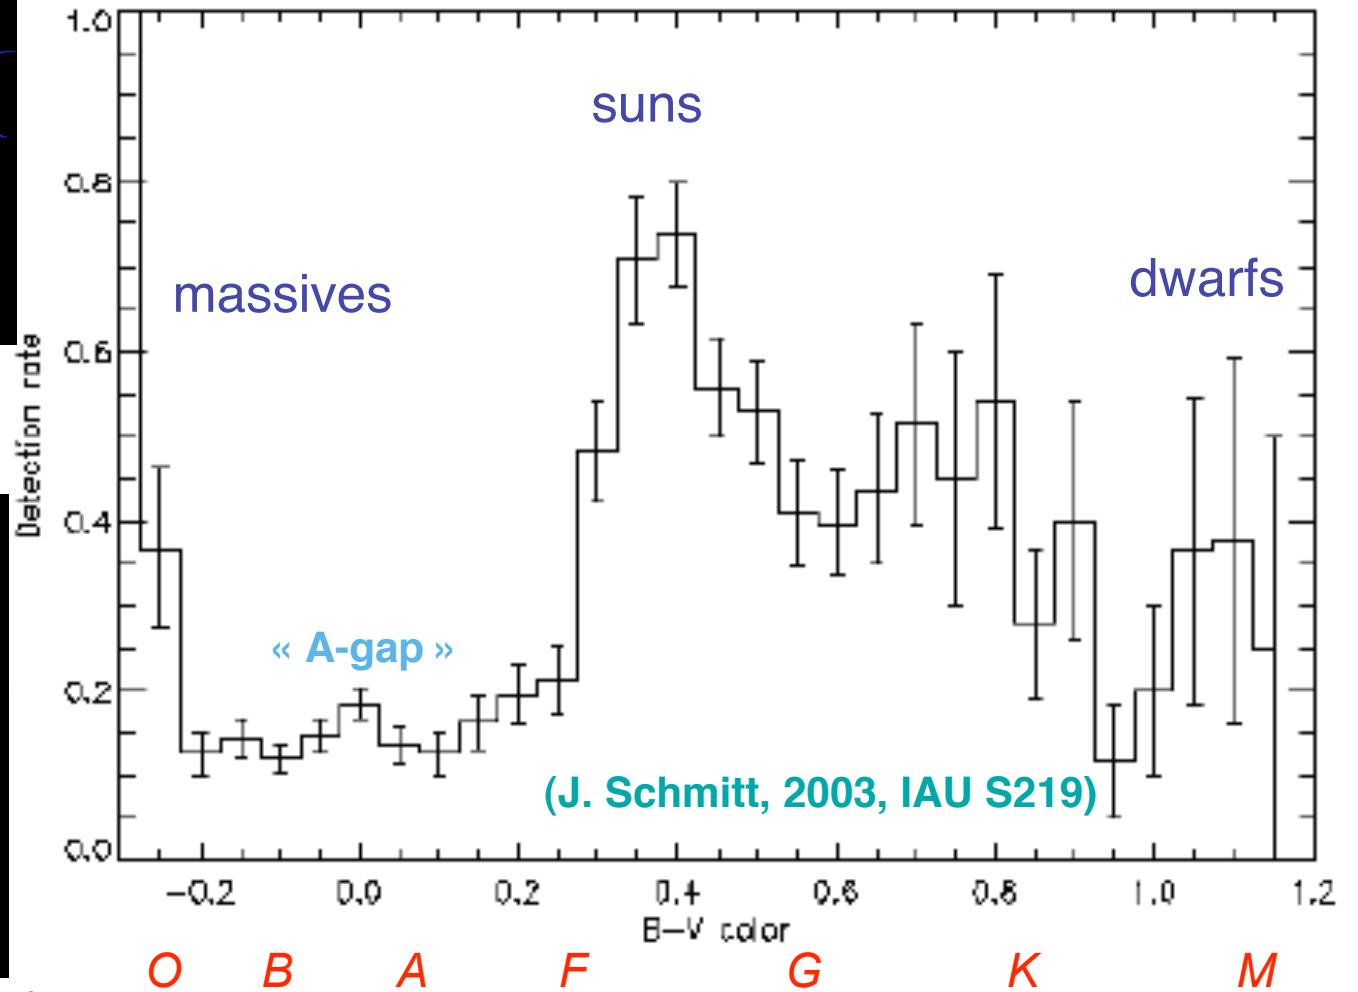 1.0
suns
0.8
massives
dwarfs
0.6
Detection rate
0.4
« A-gap »
0.2
(J. Schmitt, 2003, IAU S219)
0.0
−0.2 0.0 0.2 0.4 0.6 0.8 1.0 1.2
B−V color
O B A F G K M